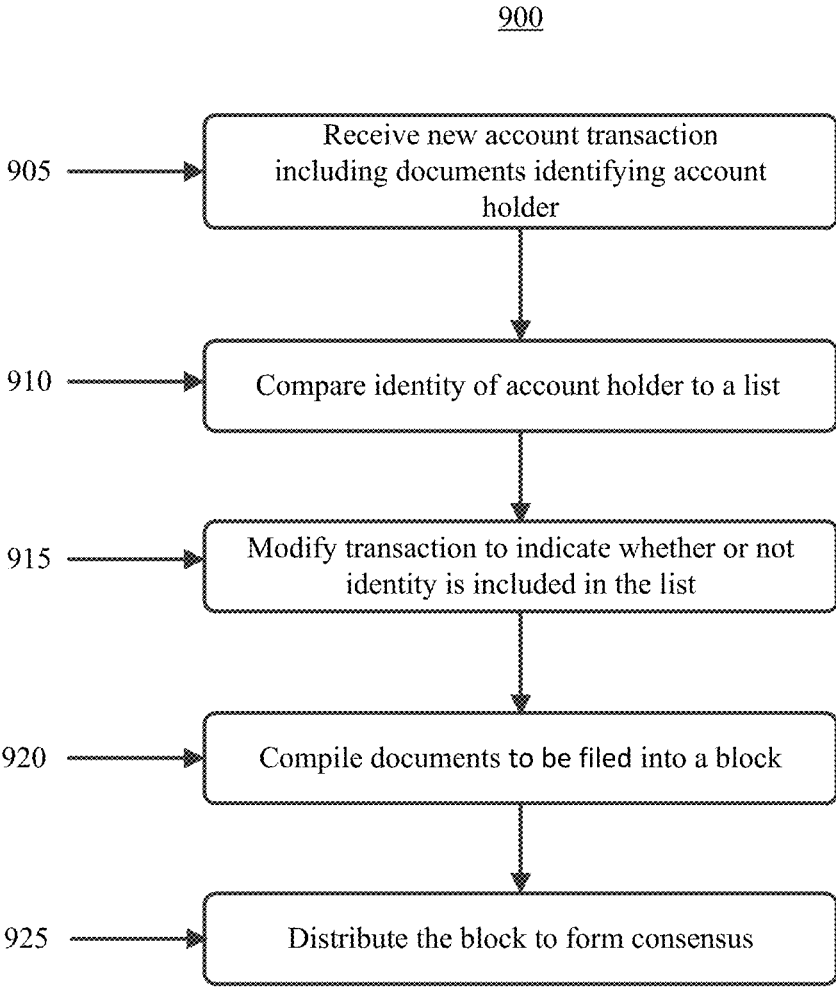 900
905
Receive new account transaction
including documents identifying account
holder
910
Compare identity of account holder to a list
915
Modify transaction to indicate whether or not
identity is included in the list
920
Compile documents to be filed into a block
925
Distribute the block to form consensus